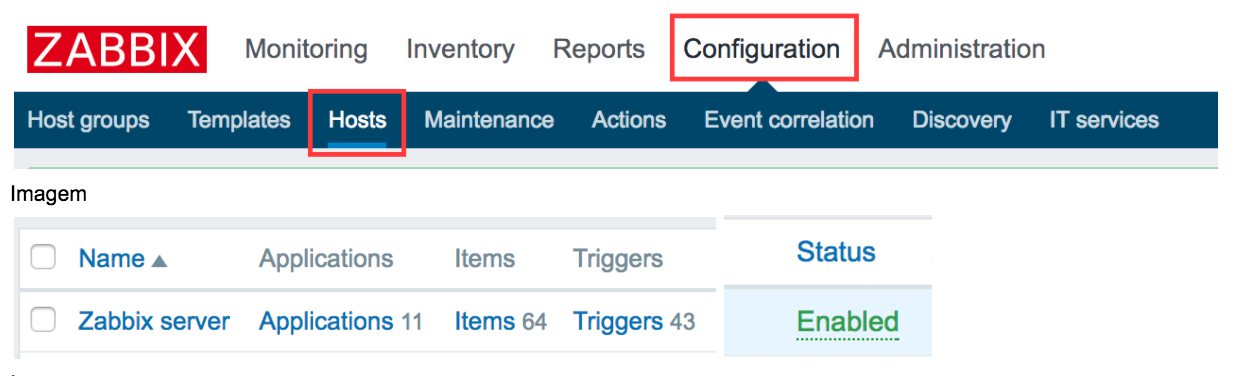 ZABBIX Monitoring Inventory Reports Configuration Administration
Host groups Templates Hosts Maintenance Actions Event correlation Discovery IT services
Imagem
Name ▲ Applications Items Triggers Status
Zabbix server Applications 11 Items 64 Triggers 43 Enabled